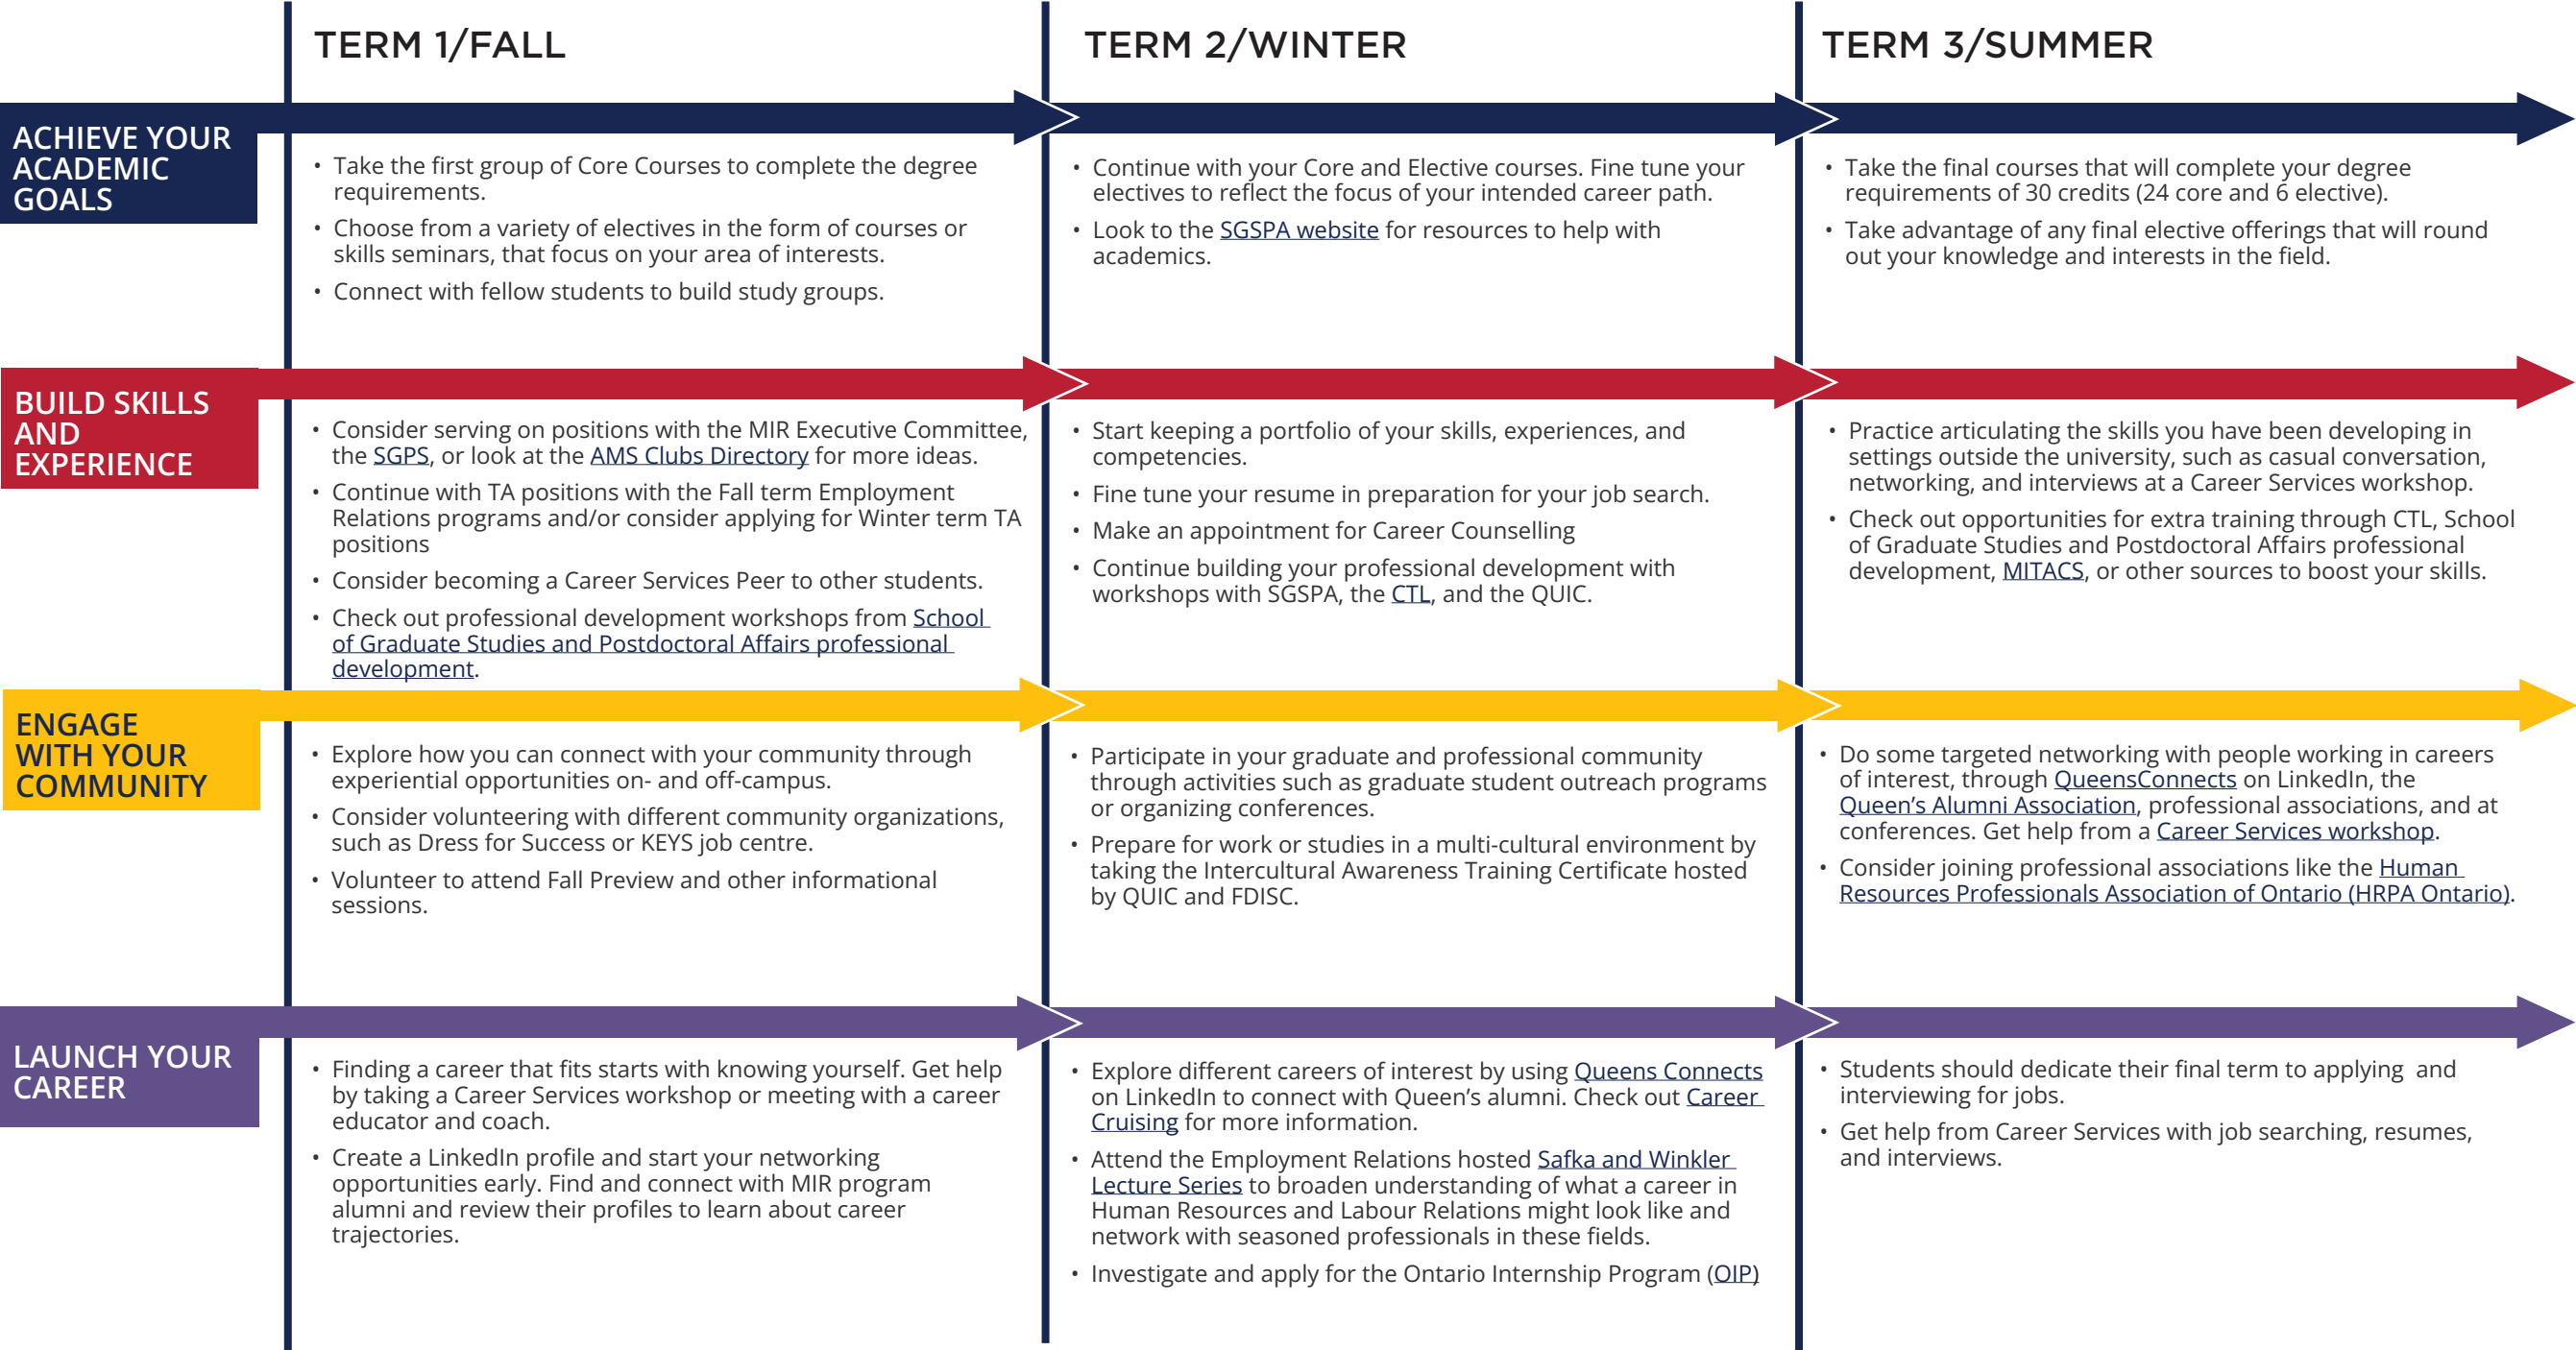 TERM 1/FALL
TERM 2/WINTER
TERM 3/SUMMER
ACHIEVE YOUR
ACADEMIC
GOALS
• Take the first group of Core Courses to complete the degree
requirements.
• Choose from a variety of electives in the form of courses or
skills seminars, that focus on your area of interests.
• Connect with fellow students to build study groups.
• Continue with your Core and Elective courses. Fine tune your
electives to reflect the focus of your intended career path.
• Look to the SGSPA website for resources to help with
academics.
• Take the final courses that will complete your degree
requirements of 30 credits (24 core and 6 elective).
• Take advantage of any final elective offerings that will round
out your knowledge and interests in the field.
BUILD SKILLS
AND
EXPERIENCE
• Consider serving on positions with the MIR Executive Committee,
the SGPS, or look at the AMS Clubs Directory for more ideas.
• Continue with TA positions with the Fall term Employment
Relations programs and/or consider applying for Winter term TA
positions
• Consider becoming a Career Services Peer to other students.
• Check out professional development workshops from School
of Graduate Studies and Postdoctoral Affairs professional
development.
• Start keeping a portfolio of your skills, experiences, and
competencies.
• Fine tune your resume in preparation for your job search.
• Make an appointment for Career Counselling
• Continue building your professional development with
workshops with SGSPA, the CTL, and the QUIC.
• Practice articulating the skills you have been developing in
settings outside the university, such as casual conversation,
networking, and interviews at a Career Services workshop.
• Check out opportunities for extra training through CTL, School
of Graduate Studies and Postdoctoral Affairs professional
development, MITACS, or other sources to boost your skills.
ENGAGE
WITH YOUR
COMMUNITY
• Explore how you can connect with your community through
experiential opportunities on- and off-campus.
• Consider volunteering with different community organizations,
such as Dress for Success or KEYS job centre.
• Volunteer to attend Fall Preview and other informational
sessions.
• Participate in your graduate and professional community
through activities such as graduate student outreach programs
or organizing conferences.
• Prepare for work or studies in a multi-cultural environment by
taking the Intercultural Awareness Training Certificate hosted
by QUIC and FDISC.
• Do some targeted networking with people working in careers
of interest, through QueensConnects on LinkedIn, the
Queen’s Alumni Association, professional associations, and at
conferences. Get help from a Career Services workshop.
• Consider joining professional associations like the Human
Resources Professionals Association of Ontario (HRPA Ontario).
LAUNCH YOUR
CAREER
• Finding a career that fits starts with knowing yourself. Get help
by taking a Career Services workshop or meeting with a career
educator and coach.
• Create a LinkedIn profile and start your networking
opportunities early. Find and connect with MIR program
alumni and review their profiles to learn about career
trajectories.
• Explore different careers of interest by using Queens Connects
on LinkedIn to connect with Queen’s alumni. Check out Career
Cruising for more information.
• Attend the Employment Relations hosted Safka and Winkler
Lecture Series to broaden understanding of what a career in
Human Resources and Labour Relations might look like and
network with seasoned professionals in these fields.
• Investigate and apply for the Ontario Internship Program (OIP)
• Students should dedicate their final term to applying  and
interviewing for jobs.
• Get help from Career Services with job searching, resumes,
and interviews.